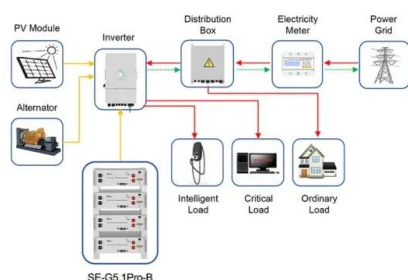 PV Module
Inverter
Distribution
Box
Electricity
Meter
Power
Grid
Alternator
Intelligent
Load
Critical
Load
Ordinary
Load
SE-G5.1Pro-B